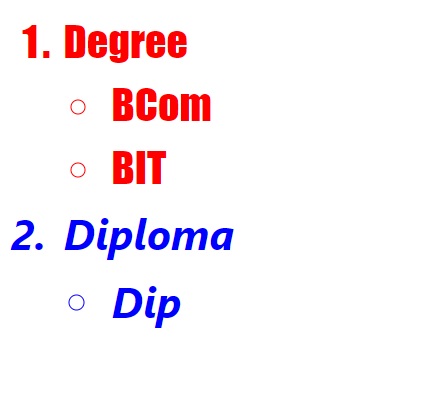 1. Degree
○ BCom
○ BIT
2. Diploma
○ Dip